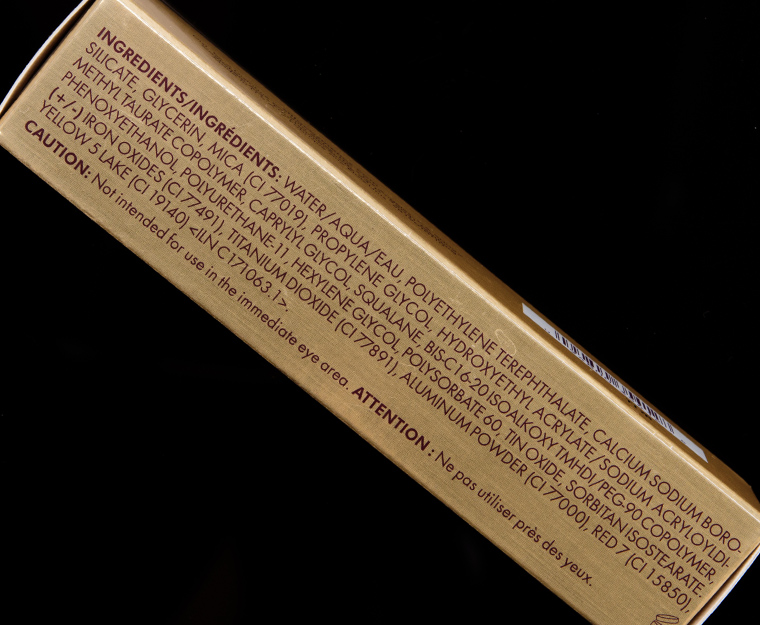 INGREDIENTS/INGRÉDIENTS: WATER/AQUA/EAU, POLYETHYLENE TEREPHTHALATE, CALCIUM SODIUM BORO-
SILICATE, GLYCERIN, MICA (CI 77019), PROPYLENE GLYCOL, HYDROXYETHYL ACRYLATE/SODIUM ACRYLOYLDI-
METHYL TAURATE COPOLYMER, CAPRYLYL GLYCOL, SQUALANE, BIS-C16-20 ISOALKOXY TMHDI/PEG-90 COPOLYMER,
PHENOXYETHANOL, POLYURETHANE-11, HEXYLENE GLYCOL, POLYSORBATE 60, TIN OXIDE, SORBITAN ISOSTEARATE.
(+/-) IRON OXIDES (CI 77491), TITANIUM DIOXIDE (CI 77891), ALUMINUM POWDER (CI 77000), RED 7 (CI 15850),
YELLOW 5 LAKE (CI 19140) <ILN C171063.1>.
CAUTION: Not intended for use in the immediate eye area. ATTENTION : Ne pas utiliser près des yeux.